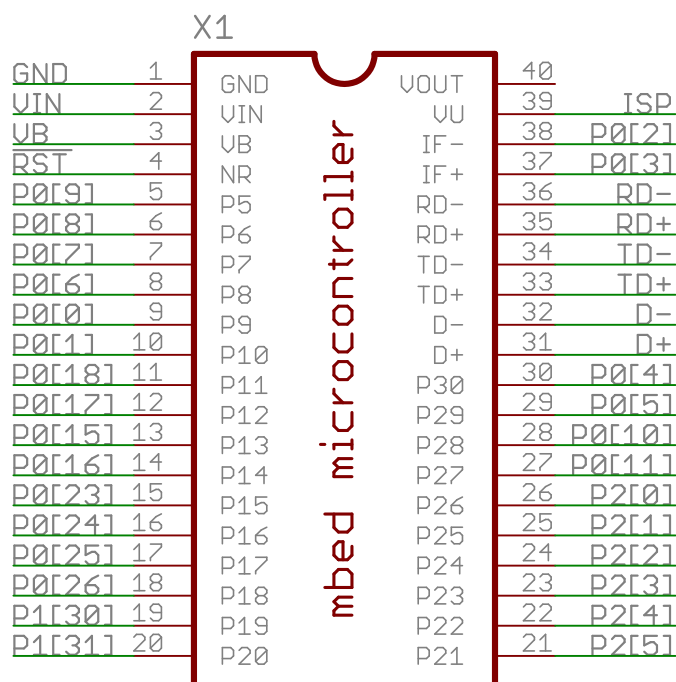 X1
GND 1 GND VOUT 40
VIN 2 VIN VU 39 ISP
VB 3 VB IF- 38 P0[2]
RST 4 NR IF+ 37 P0[3]
P0[9] 5 P5 RD- 36 RD-
P0[8] 6 P6 RD+ 35 RD+
P0[7] 7 P7 TD- 34 TD-
P0[6] 8 P8 TD+ 33 TD+
P0[0] 9 P9 D- 32 D-
P0[1] 10 P10 D+ 31 D+
P0[18] 11 P11 P30 30 P0[4]
P0[17] 12 P12 P29 29 P0[5]
P0[15] 13 P13 P28 28 P0[10]
P0[16] 14 P14 P27 27 P0[11]
P0[23] 15 P15 P26 26 P2[0]
P0[24] 16 P16 P25 25 P2[1]
P0[25] 17 P17 P24 24 P2[2]
P0[26] 18 P18 P23 23 P2[3]
P1[30] 19 P19 P22 22 P2[4]
P1[31] 20 P20 P21 21 P2[5]
mbed microcontroller